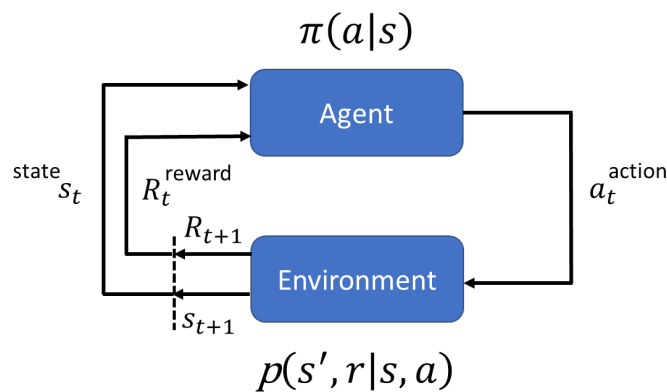 π(a|s)
Agent
state
s_t
reward
R_t
action
a_t
R_{t+1}
Environment
s_{t+1}
p(s′, r|s, a)